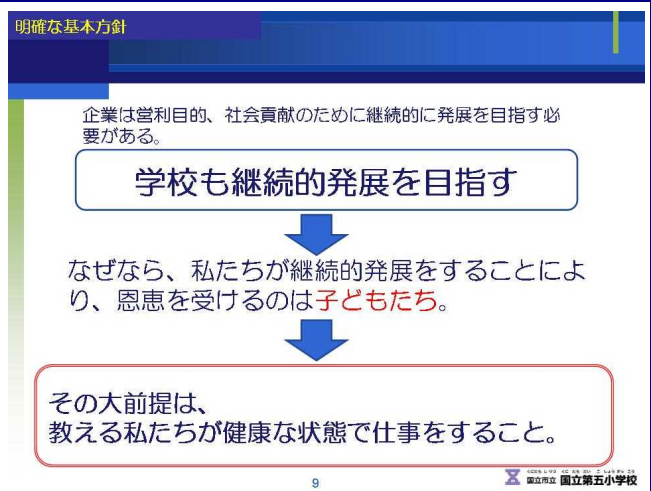 明確な基本方針
企業は営利目的、社会貢献のために継続的に発展を目指す必
要がある。
学校も継続的発展を目指す
なぜなら、私たちが継続的発展をすることによ
り、恩恵を受けるのは子どもたち。
その大前提は、
教える私たちが健康な状態で仕事をすること。
9
国立市立 国立第五小学校